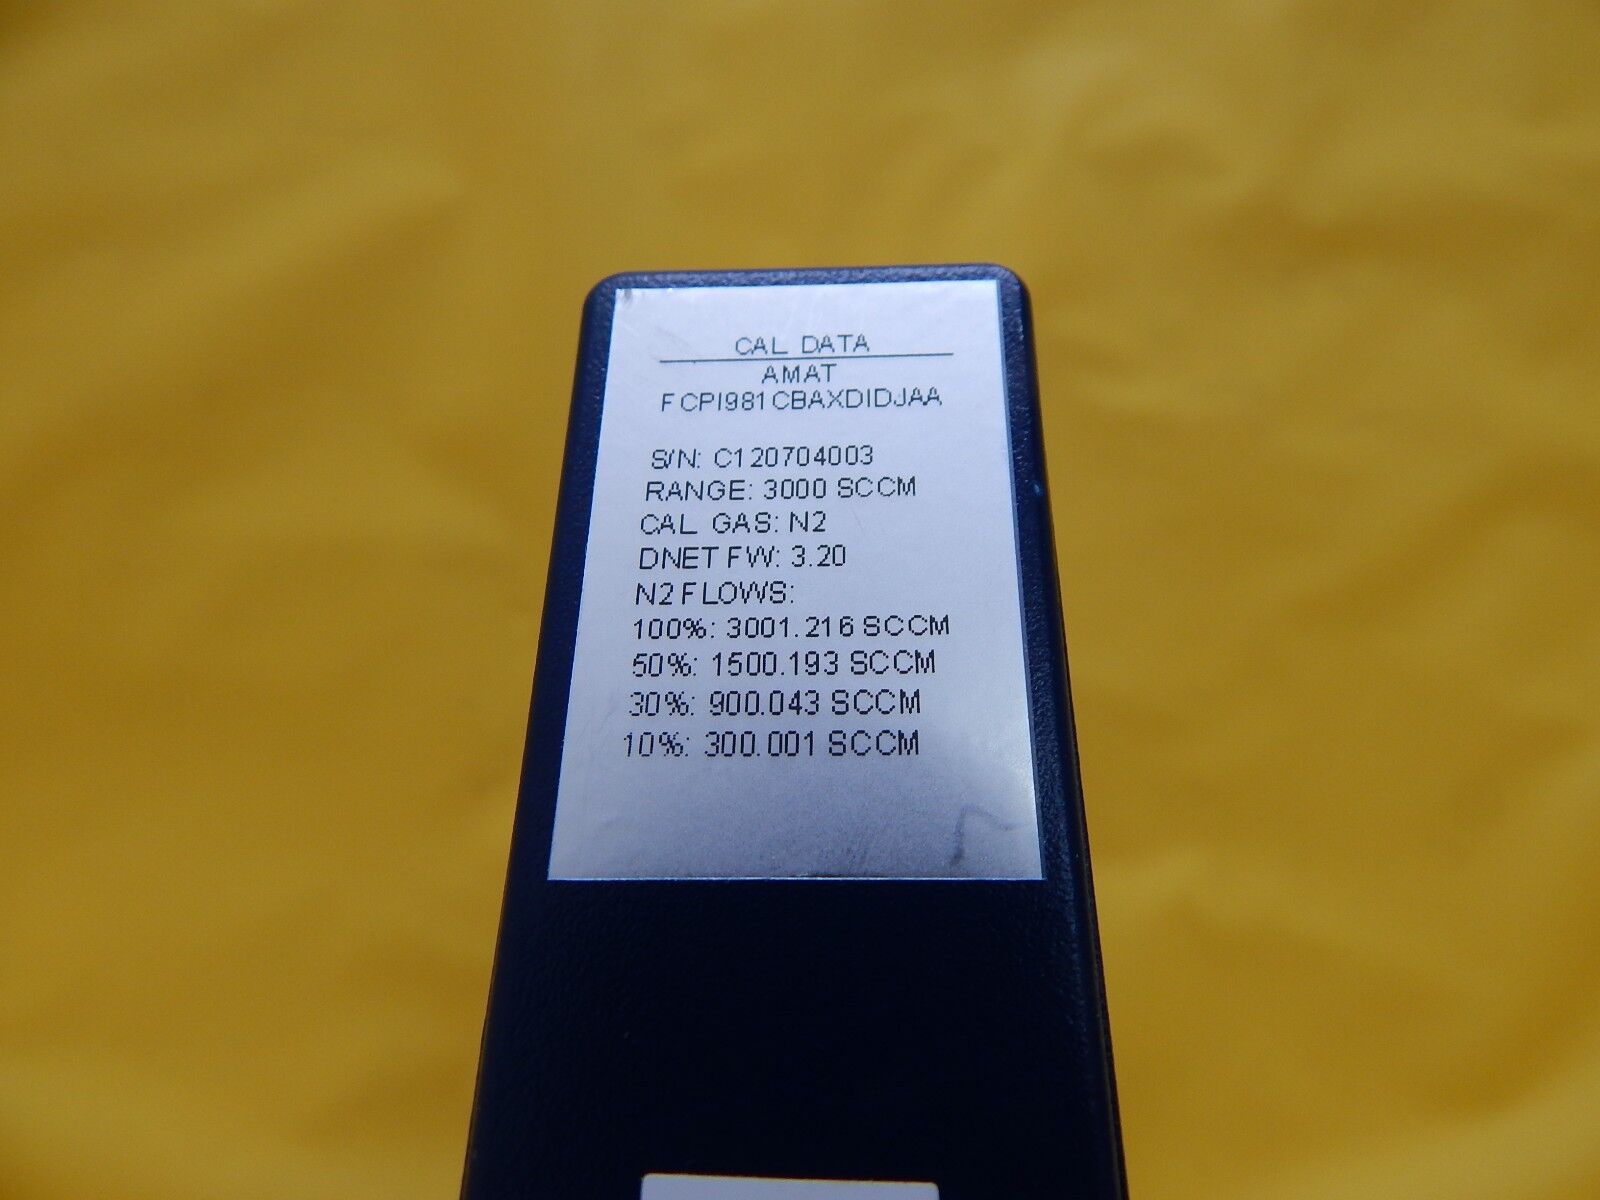 CAL DATA
AMAT
FCPI981CBAXDIDJAA
S/N: C120704003
RANGE: 3000 SCCM
CAL GAS: N2
DNET FW: 3.20
N2 FLOWS:
100%: 3001.216 SCCM
50%: 1500.193 SCCM
30%: 900.043 SCCM
10%: 300.001 SCCM